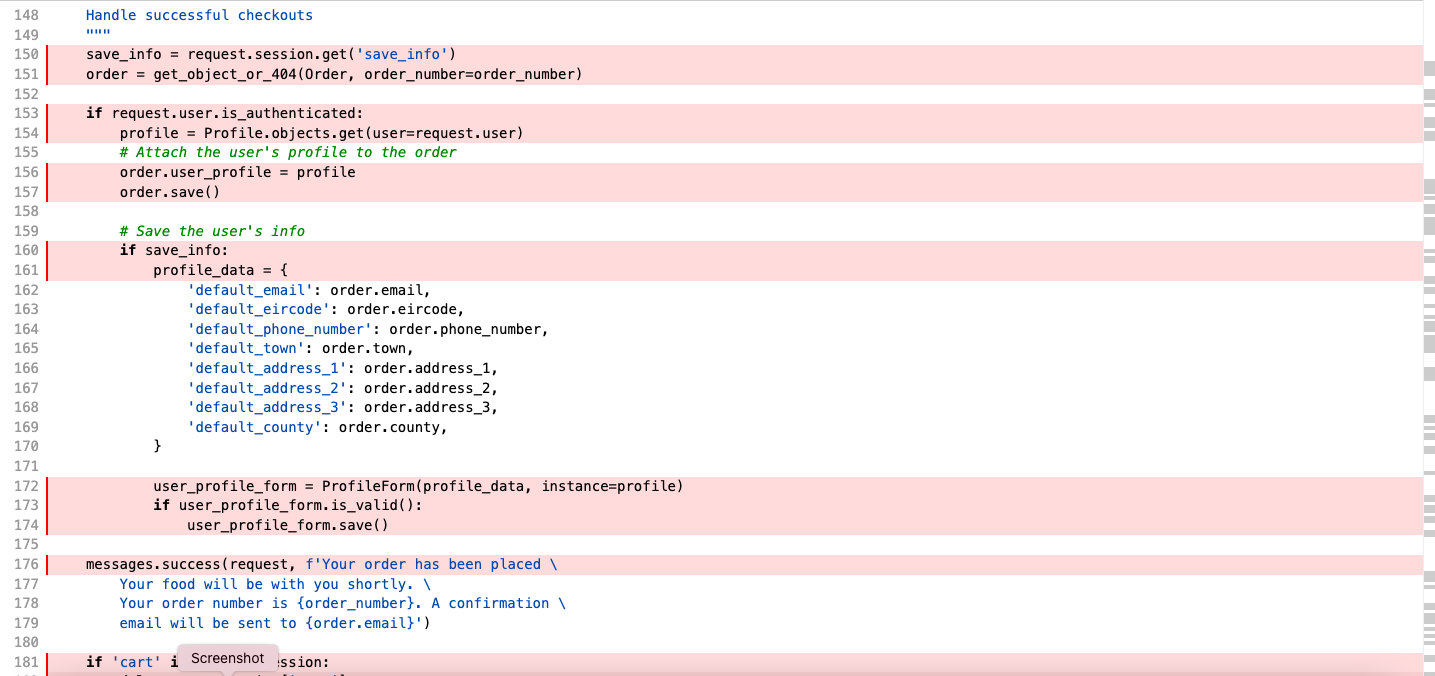 148 Handle successful checkouts
149 """
150 save_info = request.session.get('save_info')
151 order = get_object_or_404(Order, order_number=order_number)
152
153 if request.user.is_authenticated:
154 profile = Profile.objects.get(user=request.user)
155 # Attach the user's profile to the order
156 order.user_profile = profile
157 order.save()
158
159 # Save the user's info
160 if save_info:
161 profile_data = {
162 'default_email': order.email,
163 'default_eircode': order.eircode,
164 'default_phone_number': order.phone_number,
165 'default_town': order.town,
166 'default_address_1': order.address_1,
167 'default_address_2': order.address_2,
168 'default_address_3': order.address_3,
169 'default_county': order.county,
170 }
171
172 user_profile_form = ProfileForm(profile_data, instance=profile)
173 if user_profile_form.is_valid():
174 user_profile_form.save()
175
176 messages.success(request, f'Your order has been placed \
177 Your food will be with you shortly. \
178 Your order number is {order_number}. A confirmation \
179 email will be sent to {order.email}')
180
181 if 'cart' i Screenshot ssion: